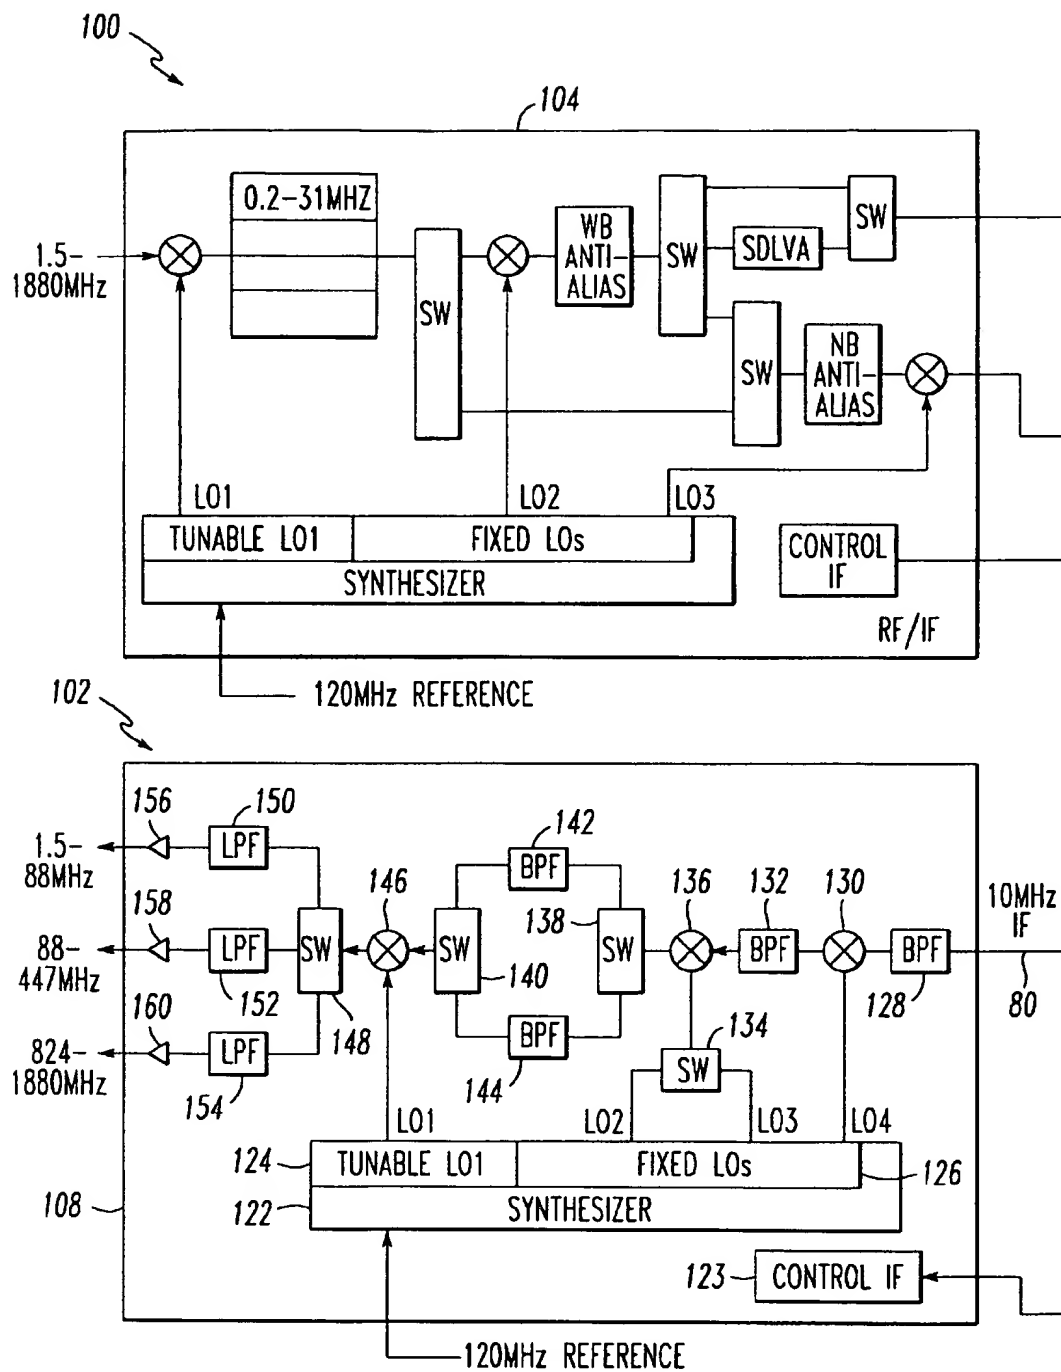 100
104
0.2-31MHZ
1.5-
1880MHz
SW
WB
ANTI-
ALIAS
SW
SDLVA
SW
SW
NB
ANTI-
ALIAS
LO1
LO2
LO3
TUNABLE LO1
FIXED LOs
SYNTHESIZER
CONTROL
IF
RF/IF
120MHz REFERENCE
102
156
150
142
1.5-
88MHz
LPF
BPF
146
138
136
132
130
10MHz
IF
158
88-
447MHz
LPF
SW
SW
SW
BPF
BPF
152
148
140
128
80
160
134
824-
1880MHz
LPF
BPF
SW
154
144
LO1
LO2
LO3
LO4
124
TUNABLE LO1
FIXED LOs
126
108
122
SYNTHESIZER
123
CONTROL IF
120MHz REFERENCE